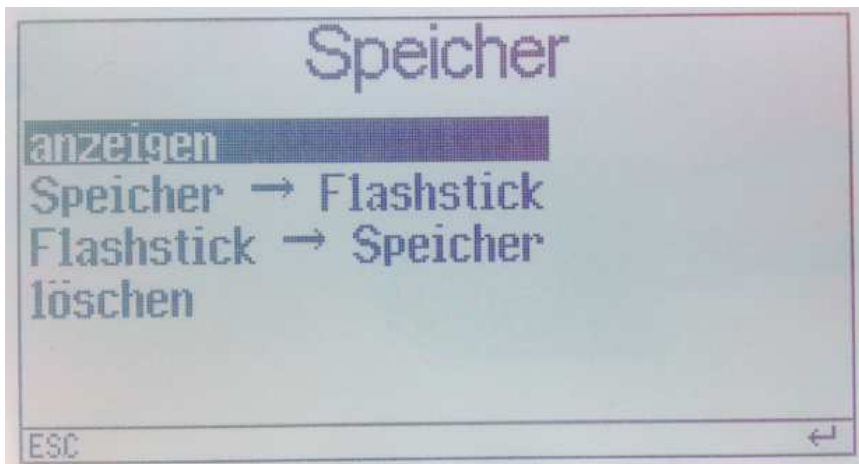 Speicher
anzeigen
Speicher → Flashstick
Flashstick → Speicher
löschen
ESC ↵